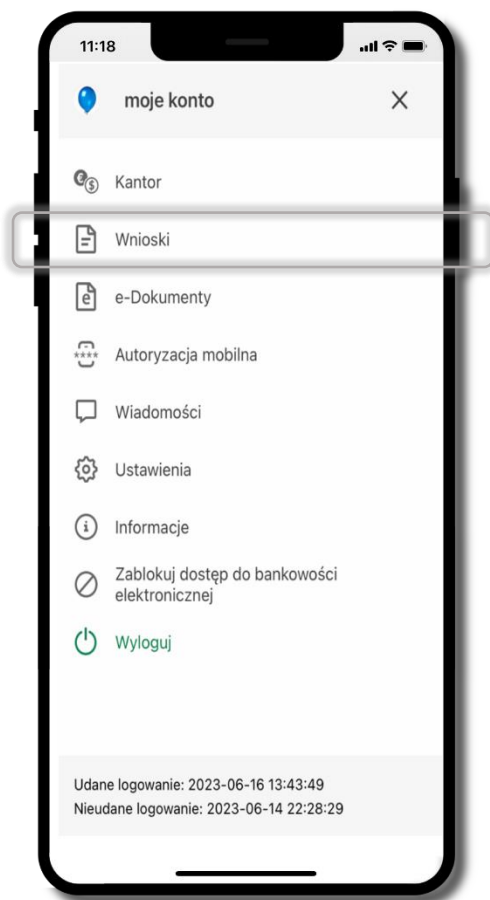 11:18
moje konto
Kantor
Wnioski
e-Dokumenty
Autoryzacja mobilna
Wiadomości
Ustawienia
Informacje
Zablokuj dostęp do bankowości
elektronicznej
Wyloguj
Udane logowanie: 2023-06-16 13:43:49
Nieudane logowanie: 2023-06-14 22:28:29